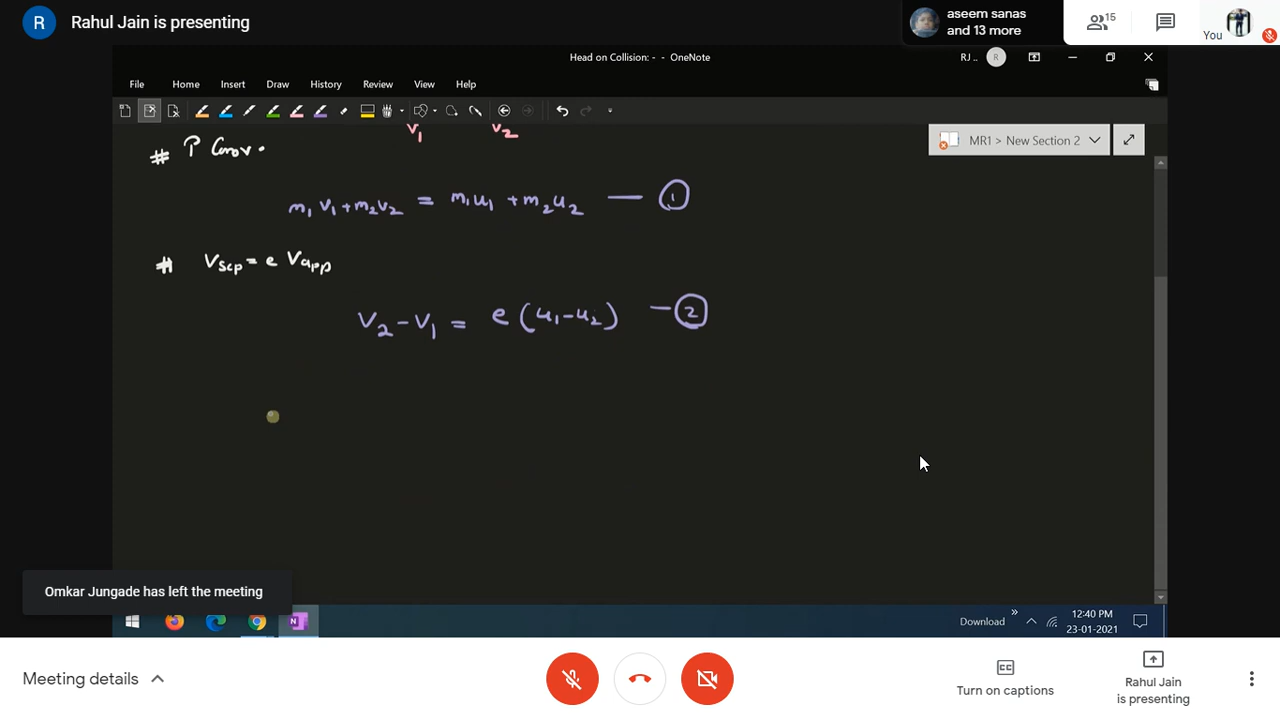 R Rahul Jain is presenting
aseem sanas
and 13 more
15
You
Head on Collision: - - OneNote
RJ ..
R
File Home Insert Draw History Review View Help
MR1 > New Section 2
V₁ V₂
# P Conv.
m₁ v₁ + m₂v₂ = m₁u₁ + m₂u₂ — ①
# Vsep = e Vapp
V₂ - V₁ = e (u₁ - u₂) — ②
Omkar Jungade has left the meeting
Download
12:40 PM
23-01-2021
Meeting details
Turn on captions
Rahul Jain
is presenting